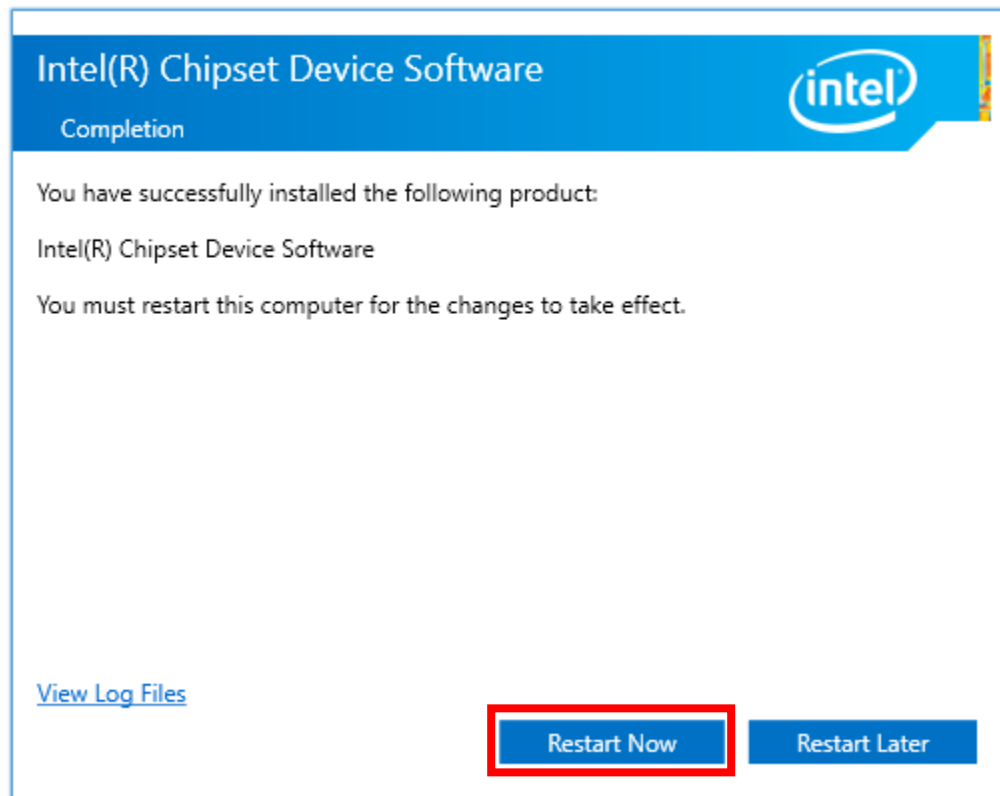 Intel(R) Chipset Device Software
intel
Completion
You have successfully installed the following product:
Intel(R) Chipset Device Software
You must restart this computer for the changes to take effect.
View Log Files
Restart Now
Restart Later